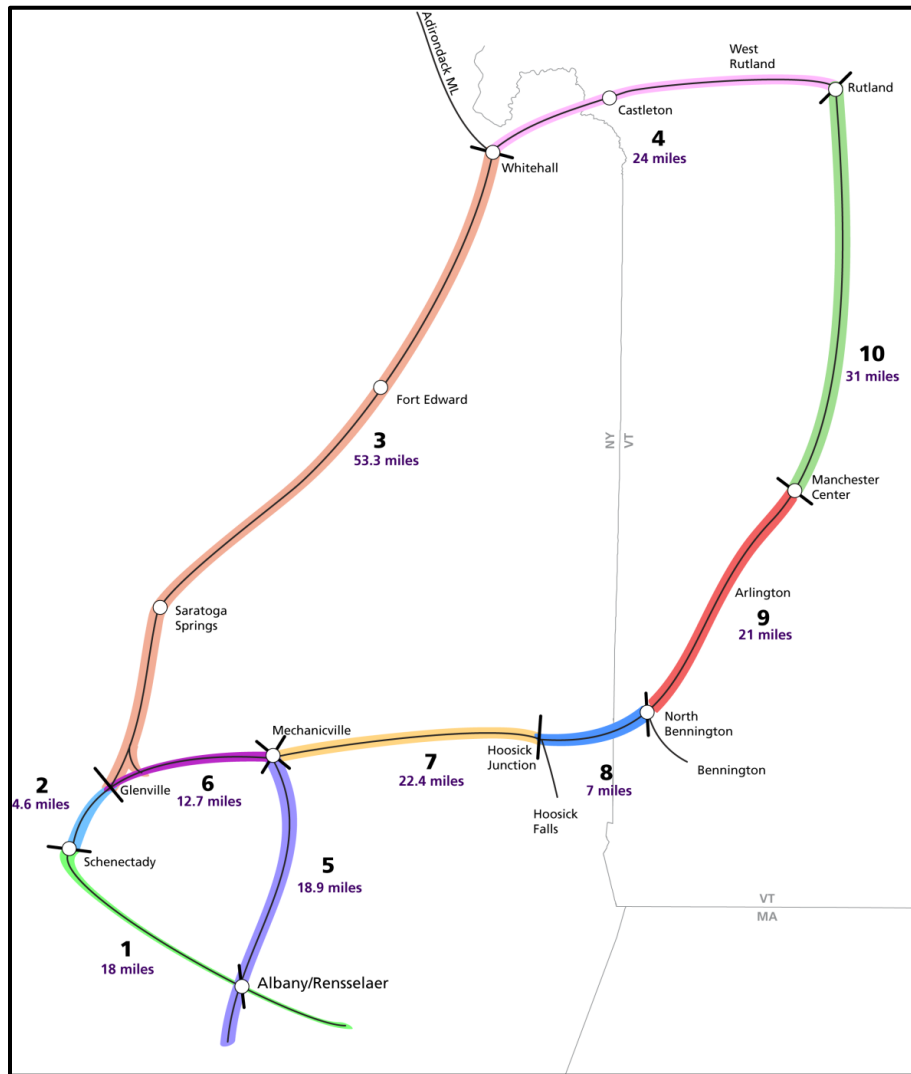 Adirondack ML
West
Rutland
Rutland
Castleton
4
24 miles
Whitehall
10
31 miles
Fort Edward
3
53.3 miles
NY
VT
Manchester
Center
Arlington
9
21 miles
Saratoga
Springs
North
Bennington
Mechanicville
Hoosick
Junction
7
22.4 miles
8
7 miles
Bennington
2
4.6 miles
Glenville
6
12.7 miles
Hoosick
Falls
Schenectady
5
18.9 miles
VT
MA
1
18 miles
Albany/Rensselaer